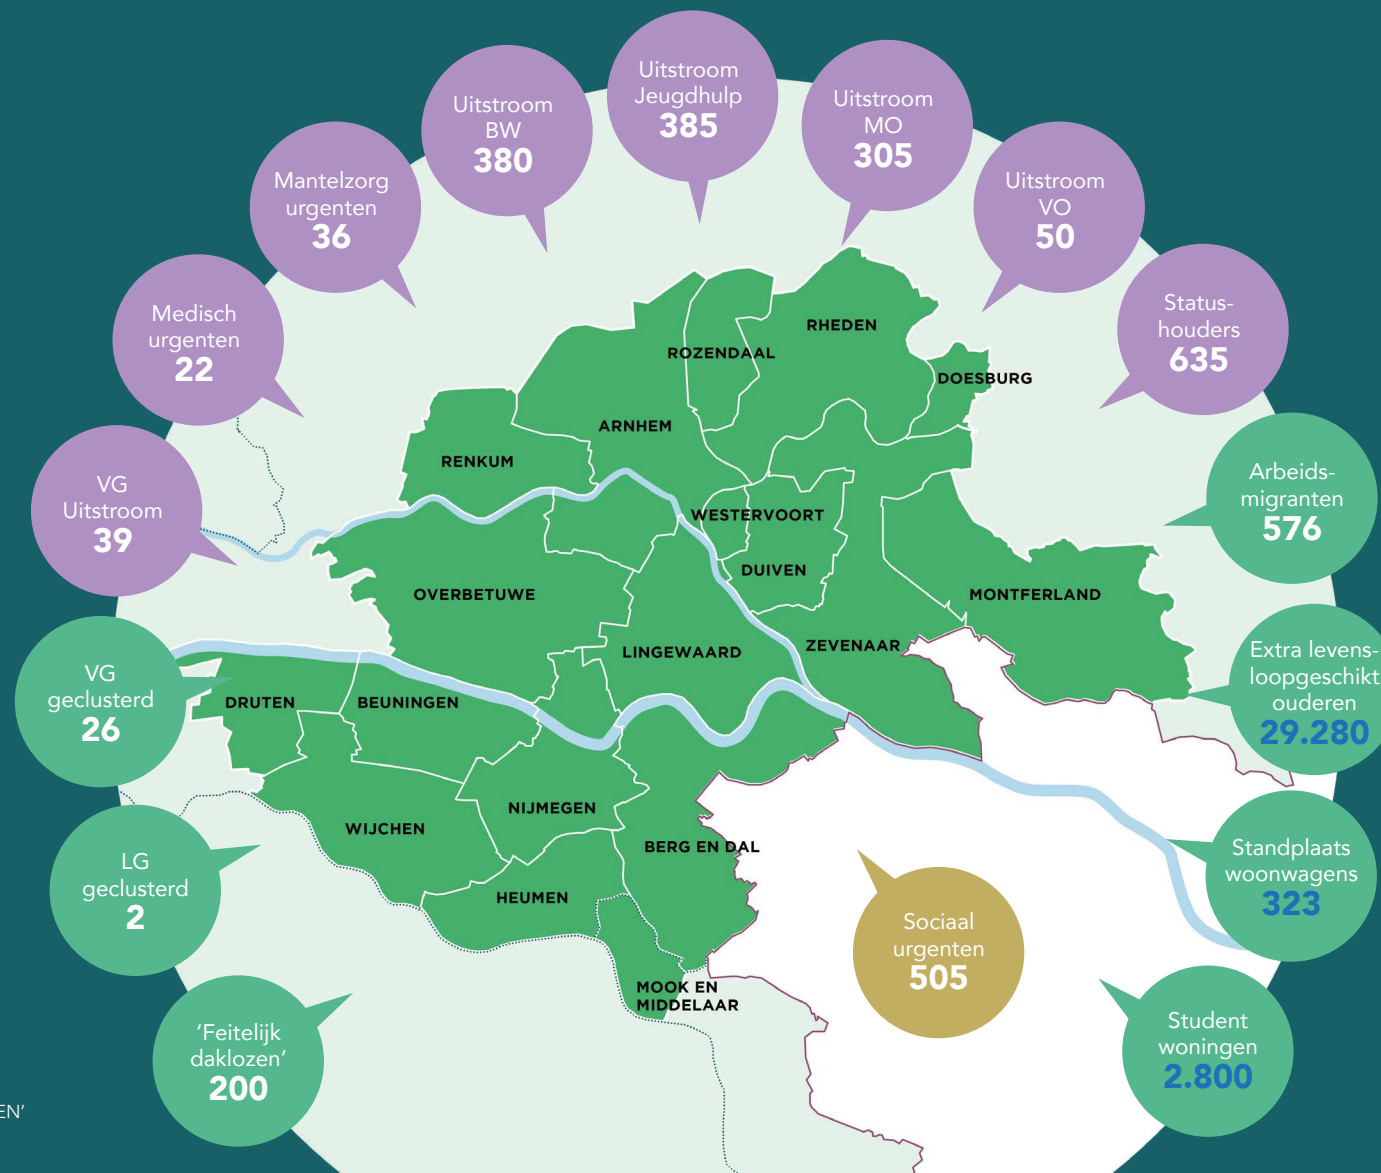 Uitstroom
Jeugdhulp
385
Uitstroom
BW
380
Uitstroom
MO
305
Mantelzorg
urgenten
36
Uitstroom
VO
50
Medisch
urgenten
22
Status-
houders
635
VG
Uitstroom
39
Arbeids-
migranten
576
VG
geclusterd
26
Extra levens-
loopgeschikt
ouderen
29.280
LG
geclusterd
2
Standplaats
woonwagens
323
'Feitelijk
daklozen'
200
Sociaal
urgenten
505
Student
woningen
2.800
RHEDEN
ROZENDAAL
DOESBURG
ARNHEM
RENKUM
WESTERVOORT
DUIVEN
OVERBETUWE
MONTFERLAND
LINGEWAARD
ZEVENAAR
DRUTEN
BEUNINGEN
NIJMEGEN
WIJCHEN
BERG EN DAL
HEUMEN
MOOK EN
MIDDELAAR
EN'